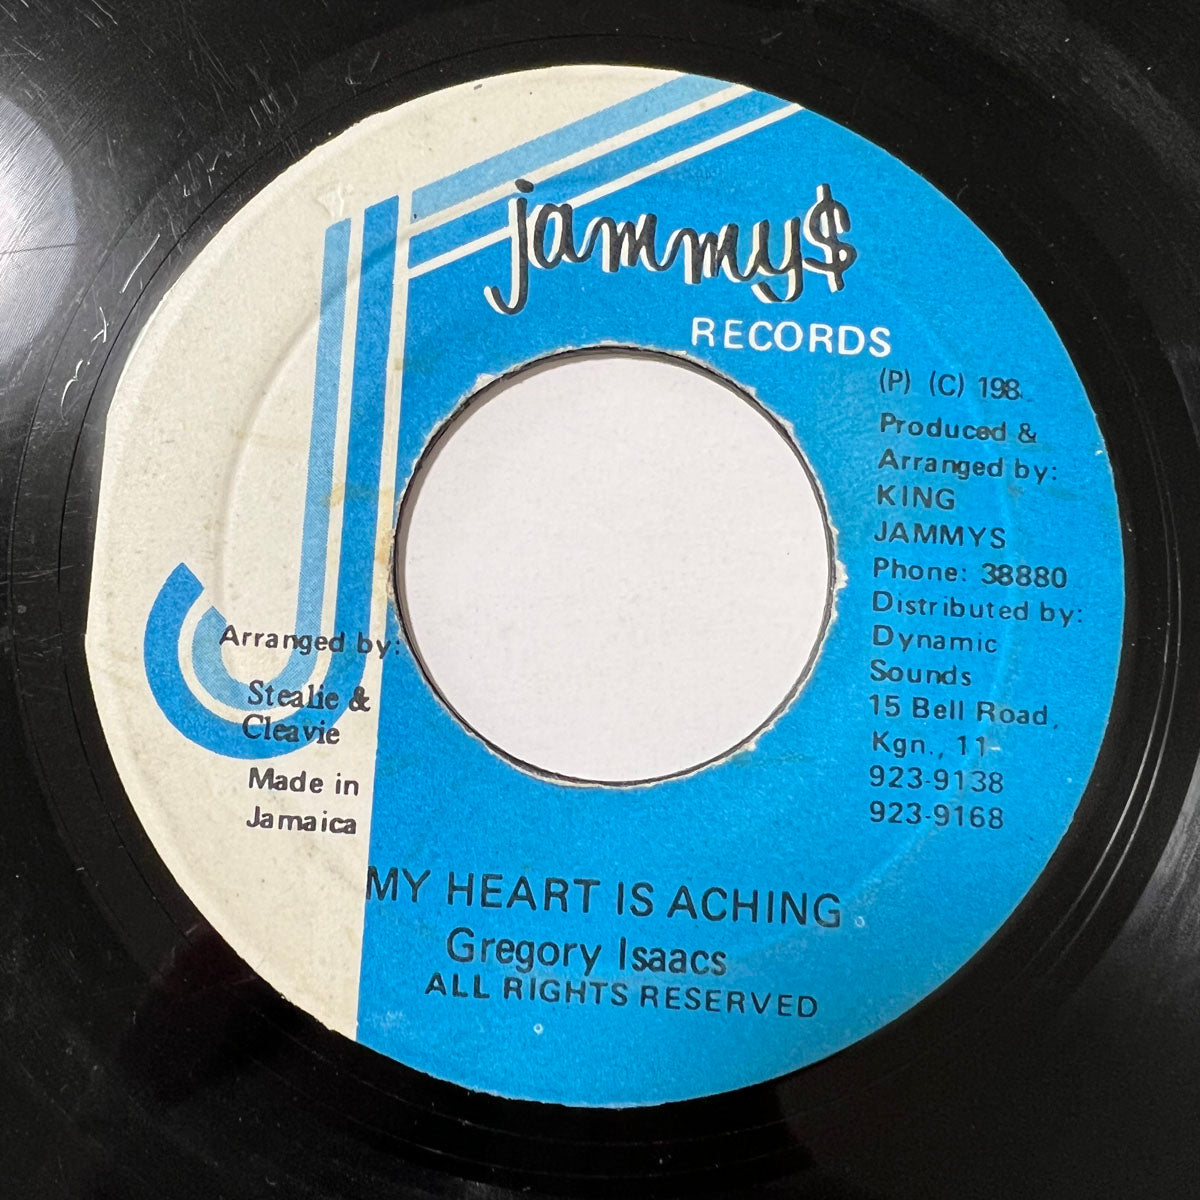 jammy$
RECORDS
(P) (C) 198
Produced &
Arranged by:
KING
JAMMYS
Phone: 38880
Distributed by:
Dynamic
Sounds
15 Bell Road,
Kgn., 11
923-9138
923-9168
Arranged by:
Stealie &
Cleavie
Made in
Jamaica
MY HEART IS ACHING
Gregory Isaacs
ALL RIGHTS RESERVED